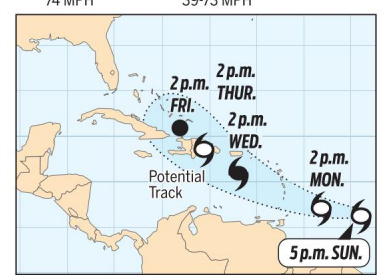 74 MPH
39-73 MPH
2 p.m.
THUR.
2 p.m.
FRI.
2 p.m.
WED.
2 p.m.
MON.
Potential
Track
5 p.m. SUN.